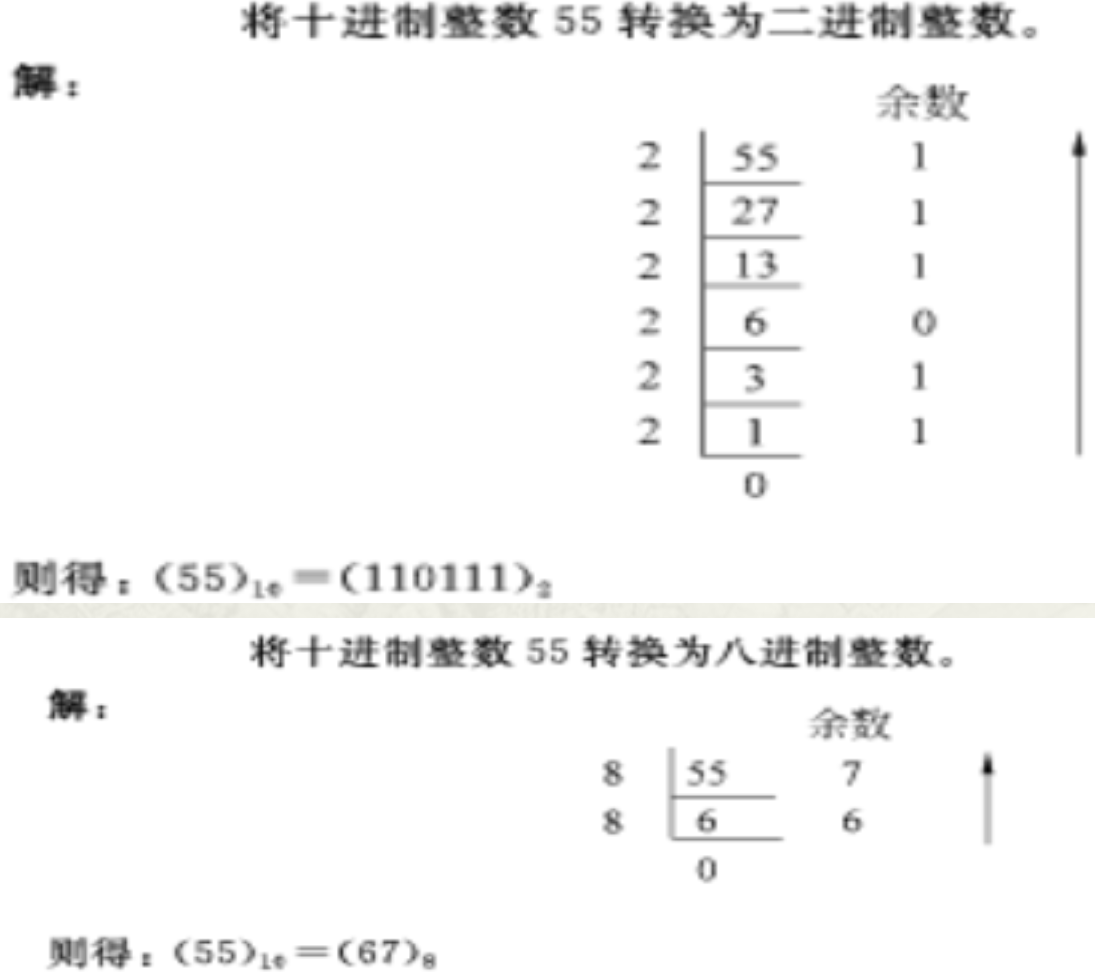 将十进制整数 55 转换为二进制整数。
解：
余数
2 55 1
2 27 1
2 13 1
2 6 0
2 3 1
2 1 1
0
则得：(55)₁₀＝(110111)₂
将十进制整数 55 转换为八进制整数。
解：
余数
8 55 7
8 6 6
0
则得：(55)₁₀＝(67)₈